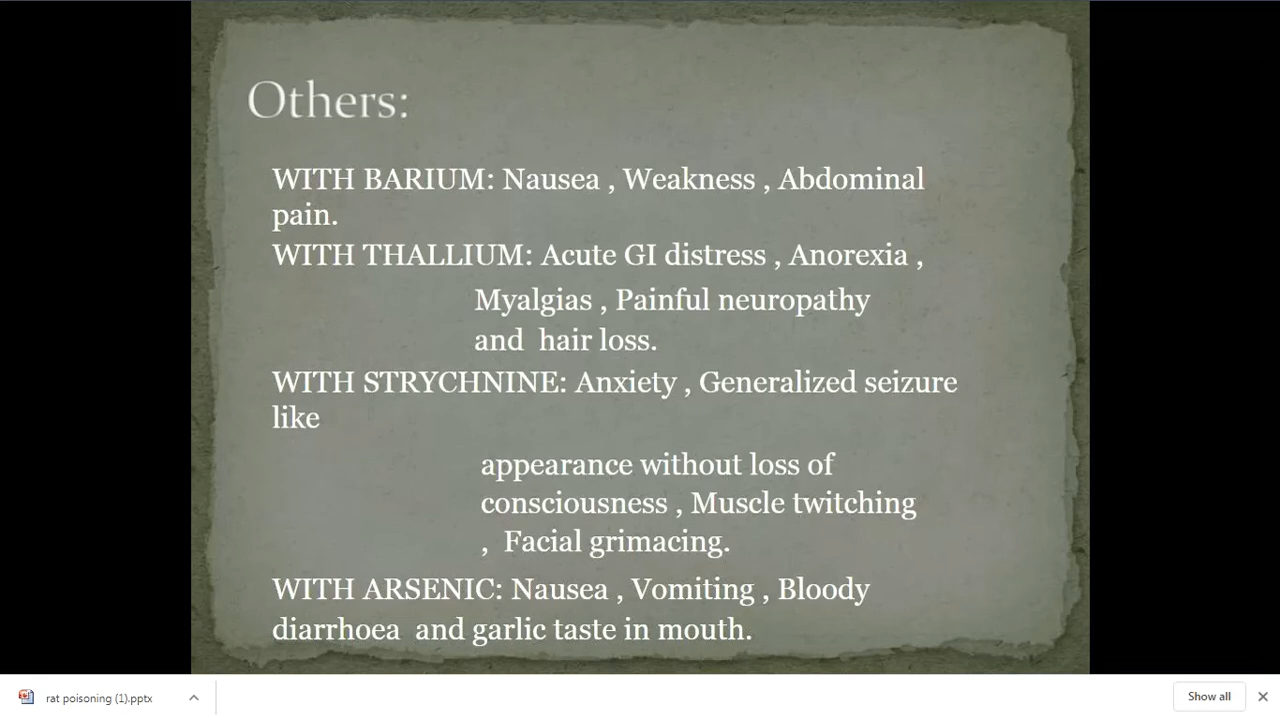 Others:
WITH BARIUM: Nausea , Weakness , Abdominal
pain.
WITH THALLIUM: Acute GI distress , Anorexia ,
Myalgias , Painful neuropathy
and hair loss.
WITH STRYCHNINE: Anxiety , Generalized seizure
like
appearance without loss of
consciousness , Muscle twitching
, Facial grimacing.
WITH ARSENIC: Nausea , Vomiting , Bloody
diarrhoea and garlic taste in mouth.
rat poisoning (1).pptx
Show all